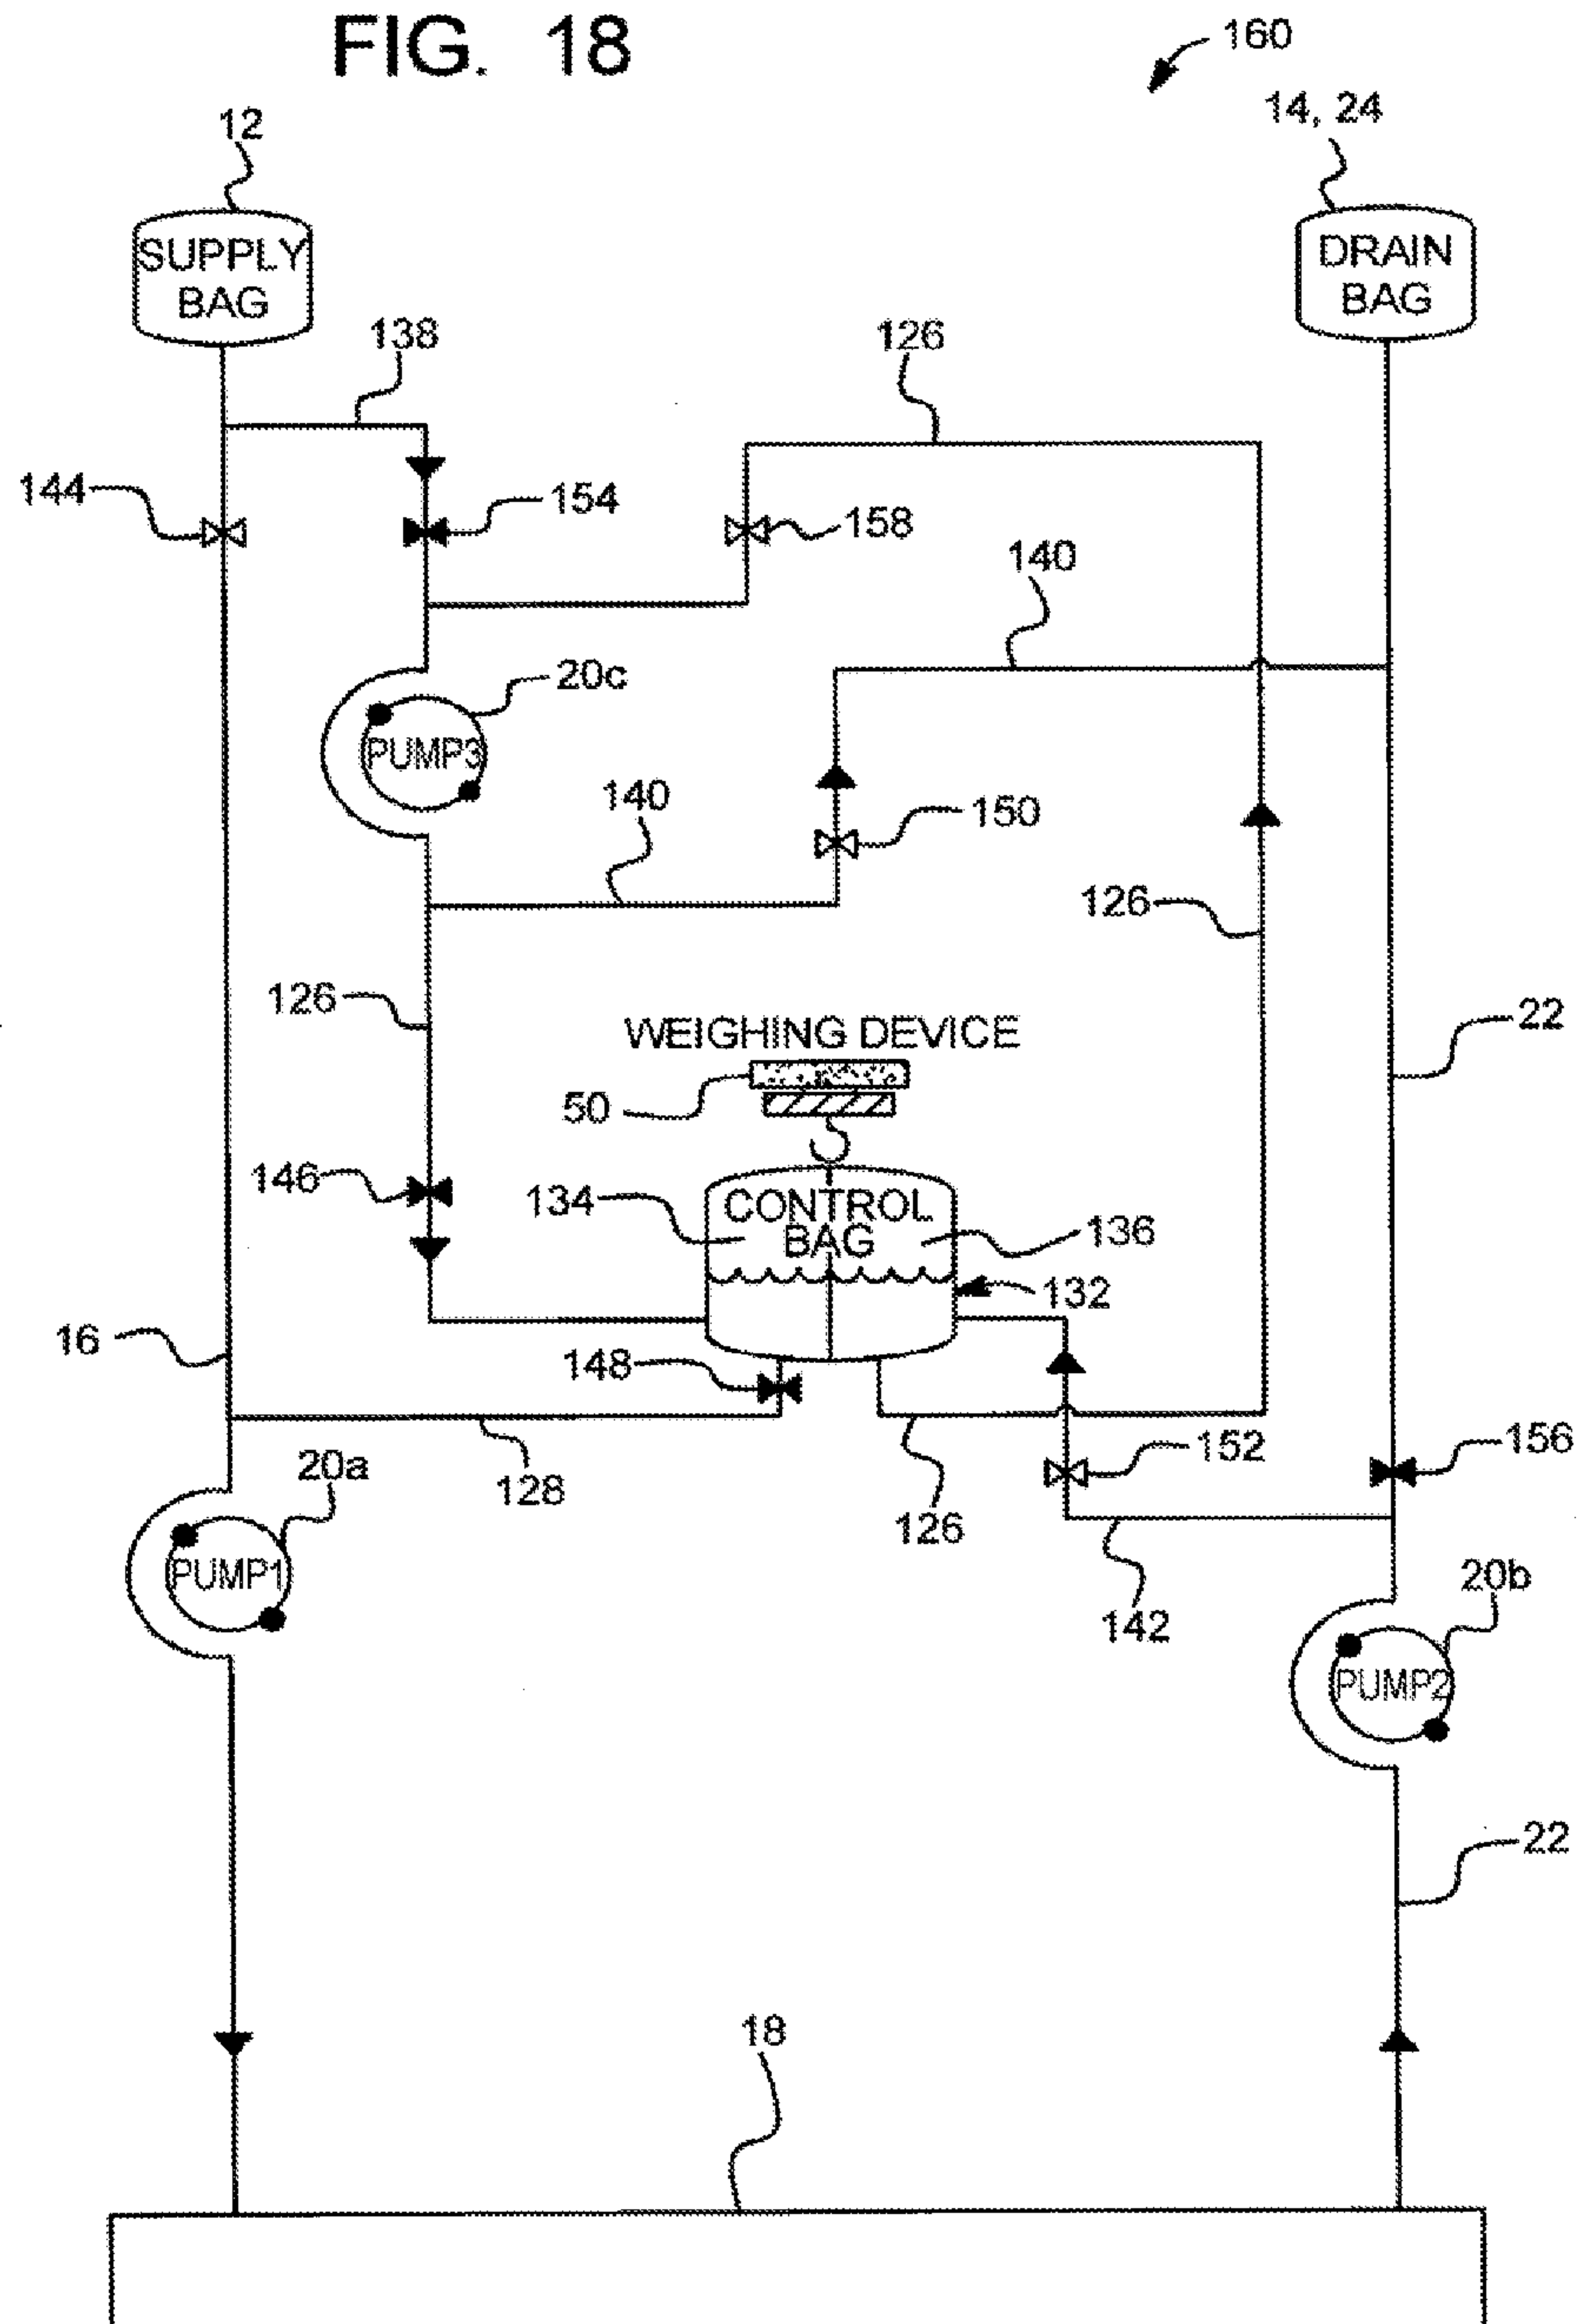 FIG. 18
160
12
14, 24
SUPPLY
BAG
DRAIN
BAG
138
126
144
154
158
140
20c
PUMP3
140
150
126
126
WEIGHING DEVICE
22
50
146
134
CONTROL
BAG
136
132
16
148
152
156
20a
128
126
PUMP1
142
20b
PUMP2
22
18